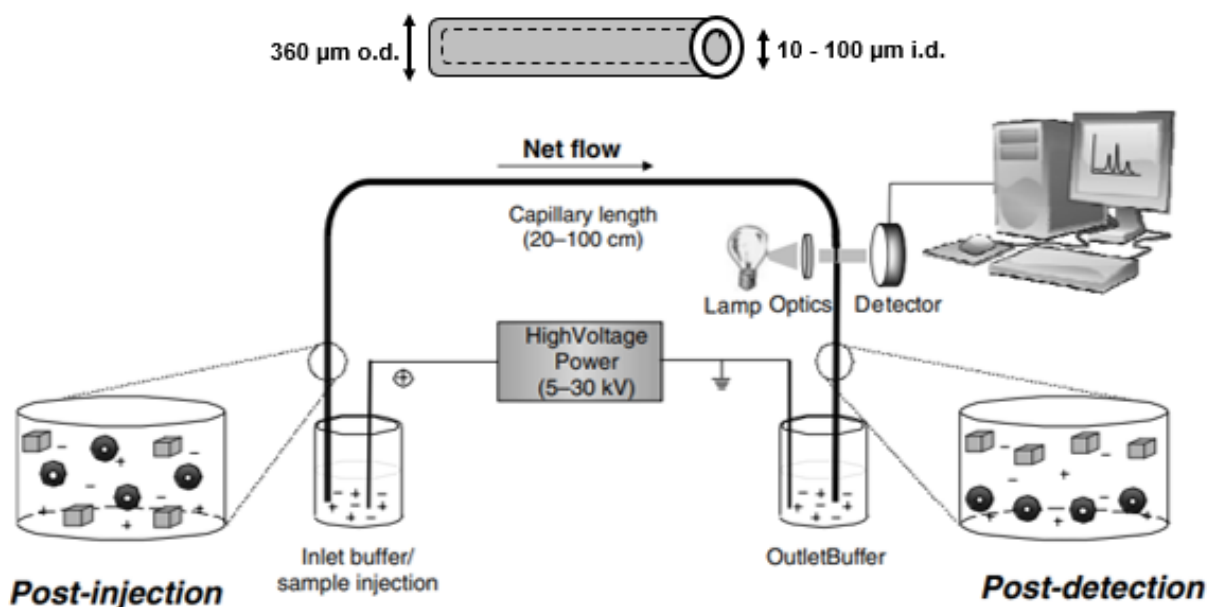 360 µm o.d.
10 - 100 µm i.d.
Net flow
Capillary length
(20–100 cm)
Lamp Optics Detector
HighVoltage
Power
(5–30 kV)
+
Inlet buffer/
sample injection
OutletBuffer
Post-injection
Post-detection